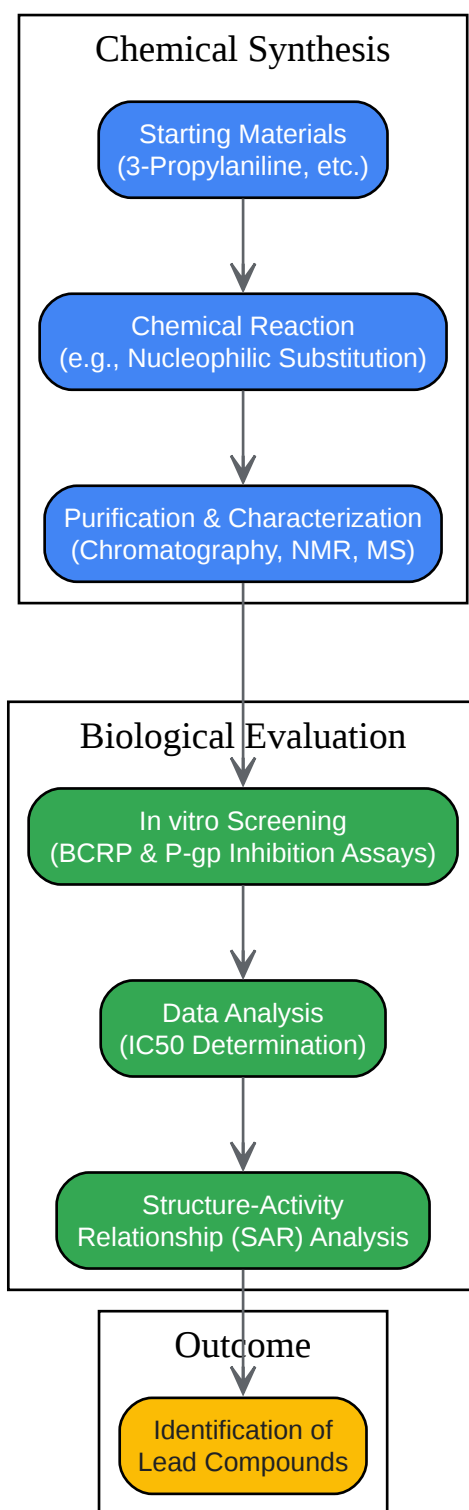 Chemical Synthesis
Starting Materials
(3-Propylaniline, etc.)
Chemical Reaction
(e.g., Nucleophilic Substitution)
Purification & Characterization
(Chromatography, NMR, MS)
Biological Evaluation
In vitro Screening
(BCRP & P-gp Inhibition Assays)
Data Analysis
(IC50 Determination)
Structure-Activity
Relationship (SAR) Analysis
Outcome
Identification of
Lead Compounds